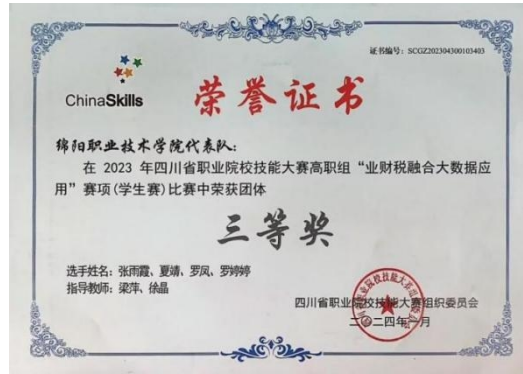 证书编号：SCGZ202304300103403
ChinaSkills
荣誉证书
绵阳职业技术学院代表队：
在 2023 年四川省职业院校技能大赛高职组“业财税融合大数据应
用”赛项(学生赛)比赛中荣获团体
三等奖
选手姓名：张雨霞、夏婧、罗凤、罗婷婷
指导教师：梁萍、徐晶
四川省职业院校技能大赛组织委员会
二〇二四年 月